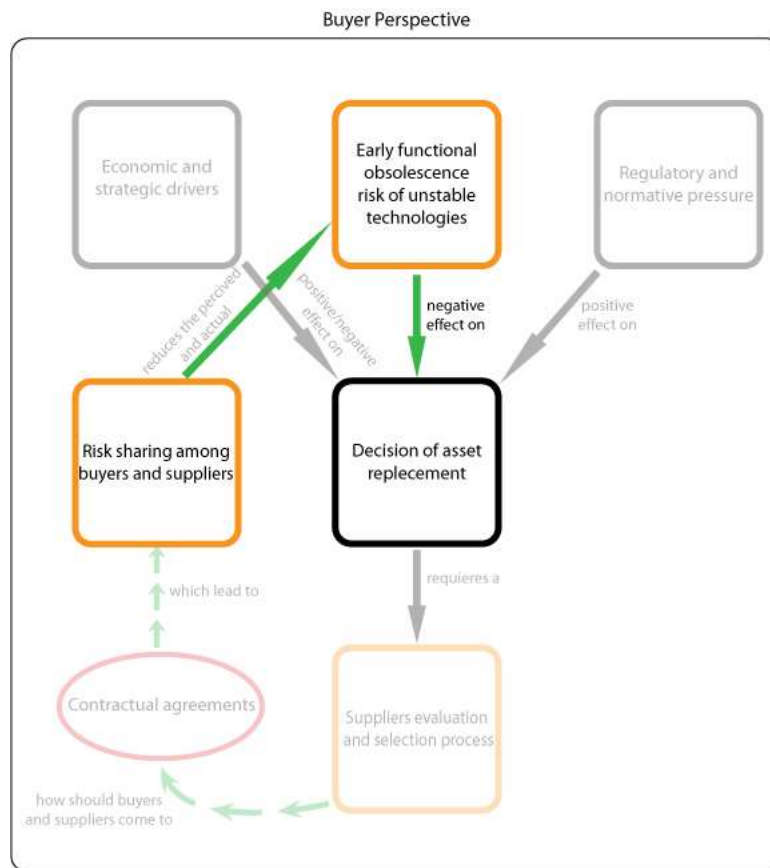 Buyer Perspective
Economic and
strategic drivers
Early functional
obsolescence
risk of unstable
technologies
Regulatory and
normative pressure
reduces the percived
and actual
positive/negative
effect on
negative
effect on
positive
effect on
Risk sharing among
buyers and suppliers
Decision of asset
replecement
which lead to
requieres a
Contractual agreements
Suppliers evaluation
and selection process
how should buyers
and suppliers come to